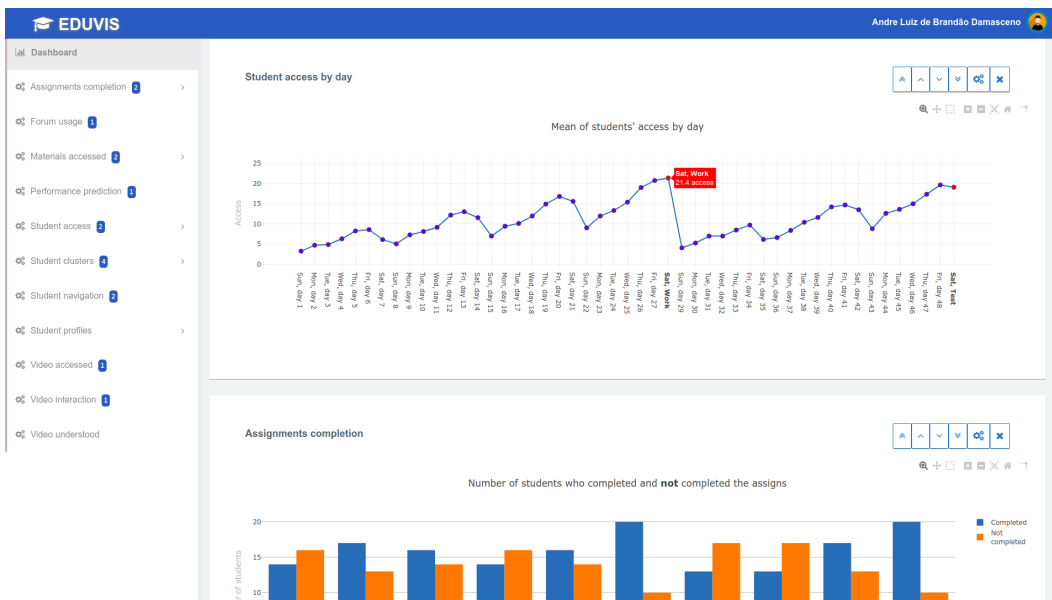 EDUVIS
Andre Luiz de Brandão Damasceno
Dashboard
Assignments completion 2
Forum usage 1
Materials accessed 2
Performance prediction 1
Student access 2
Student clusters 4
Student navigation 2
Student profiles
Video accessed 1
Video interaction 1
Video understood
Student access by day
Mean of students' access by day
Access
25
20
15
10
5
0
Sat, Work
21.4 access
Sun, day 1
Mon, day 2
Tue, day 3
Wed, day 4
Thu, day 5
Fri, day 6
Sat, day 7
Sun, day 8
Mon, day 9
Tue, day 10
Wed, day 11
Thu, day 12
Fri, day 13
Sat, day 14
Sun, day 15
Mon, day 16
Tue, day 17
Wed, day 18
Thu, day 19
Fri, day 20
Sat, day 21
Sun, day 22
Mon, day 23
Tue, day 24
Wed, day 25
Thu, day 26
Fri, day 27
Sat, Work
Sun, day 29
Mon, day 30
Tue, day 31
Wed, day 32
Thu, day 33
Fri, day 34
Sat, day 35
Sun, day 36
Mon, day 37
Tue, day 38
Wed, day 39
Thu, day 40
Fri, day 41
Sat, day 42
Sun, day 43
Mon, day 44
Tue, day 45
Wed, day 46
Thu, day 47
Fri, day 48
Sat, Test
Assignments completion
Number of students who completed and not completed the assigns
of students
20
15
10
Completed
Not
completed